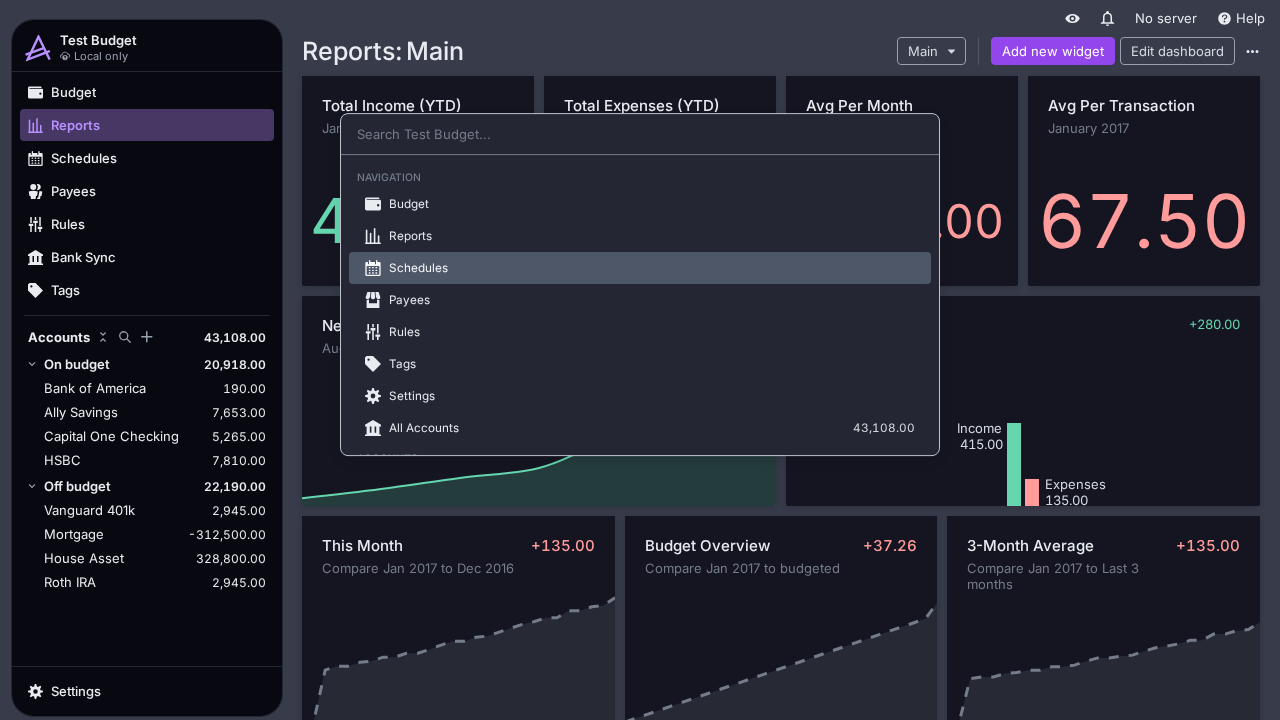 Test Budget
Local only
Budget
Reports
Schedules
Payees
Rules
Bank Sync
Tags
Accounts 43,108.00
On budget 20,918.00
Bank of America 190.00
Ally Savings 7,653.00
Capital One Checking 5,265.00
HSBC 7,810.00
Off budget 22,190.00
Vanguard 401k 2,945.00
Mortgage -312,500.00
House Asset 328,800.00
Roth IRA 2,945.00
Settings
No server
Help
Reports: Main
Main
Add new widget
Edit dashboard
Total Income (YTD)
Total Expenses (YTD)
Avg Per Month
.00
Avg Per Transaction
January 2017
67.50
Search Test Budget...
NAVIGATION
Budget
Reports
Schedules
Payees
Rules
Tags
Settings
All Accounts 43,108.00
+280.00
Income
415.00
Expenses
135.00
This Month +135.00
Compare Jan 2017 to Dec 2016
Budget Overview +37.26
Compare Jan 2017 to budgeted
3-Month Average +135.00
Compare Jan 2017 to Last 3
months